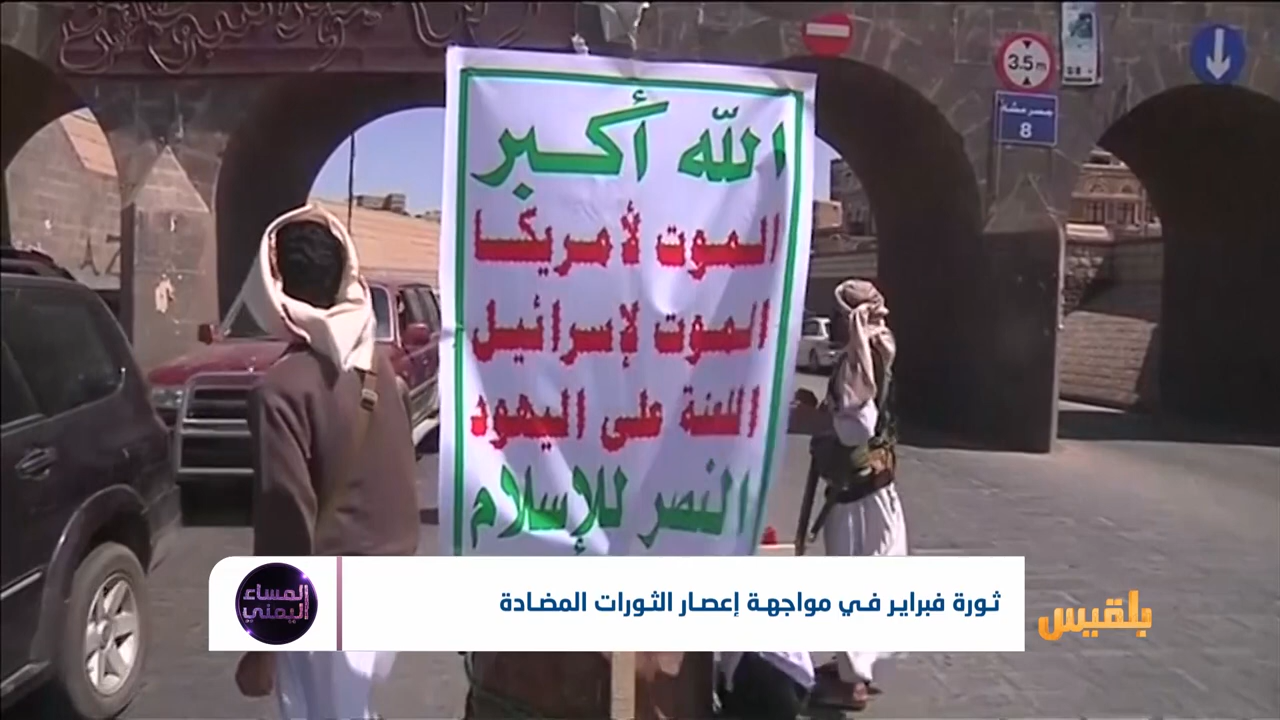 3.5 m
8
الله أكبر
الموت لأمريكا
الموت لإسرائيل
اللعنة على اليهود
النصر للإسلام
ثورة فبراير في مواجهة إعصار الثورات المضادة
المساء
اليمني
بلقيس